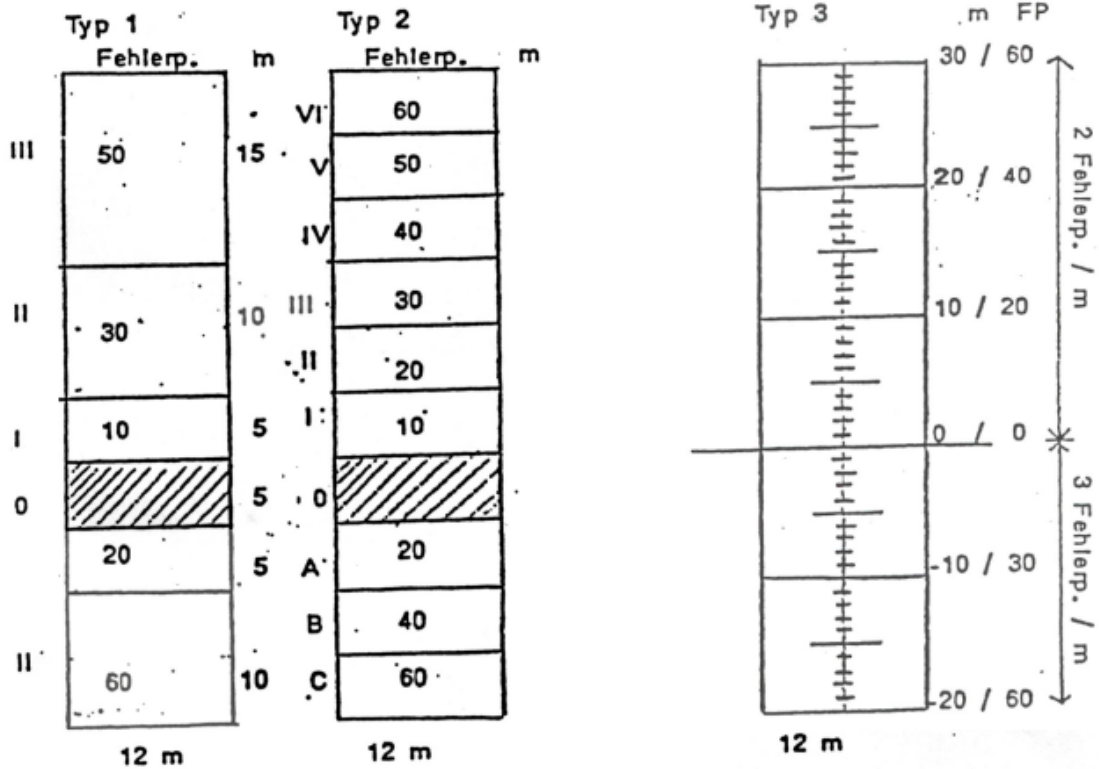 Typ 1
Fehlerp. m
III 50 15
II 30 10
I 10 5
0 5
20 5
II 60 10
12 m
Typ 2
Fehlerp. m
VI 60
V 50
IV 40
III 30
II 20
I 10
0
A 20
B 40
C 60
12 m
Typ 3 m FP
30 / 60
20 / 40
10 / 20
0 / 0
-10 / 30
-20 / 60
2 Fehlerp. / m
3 Fehlerp. / m
12 m